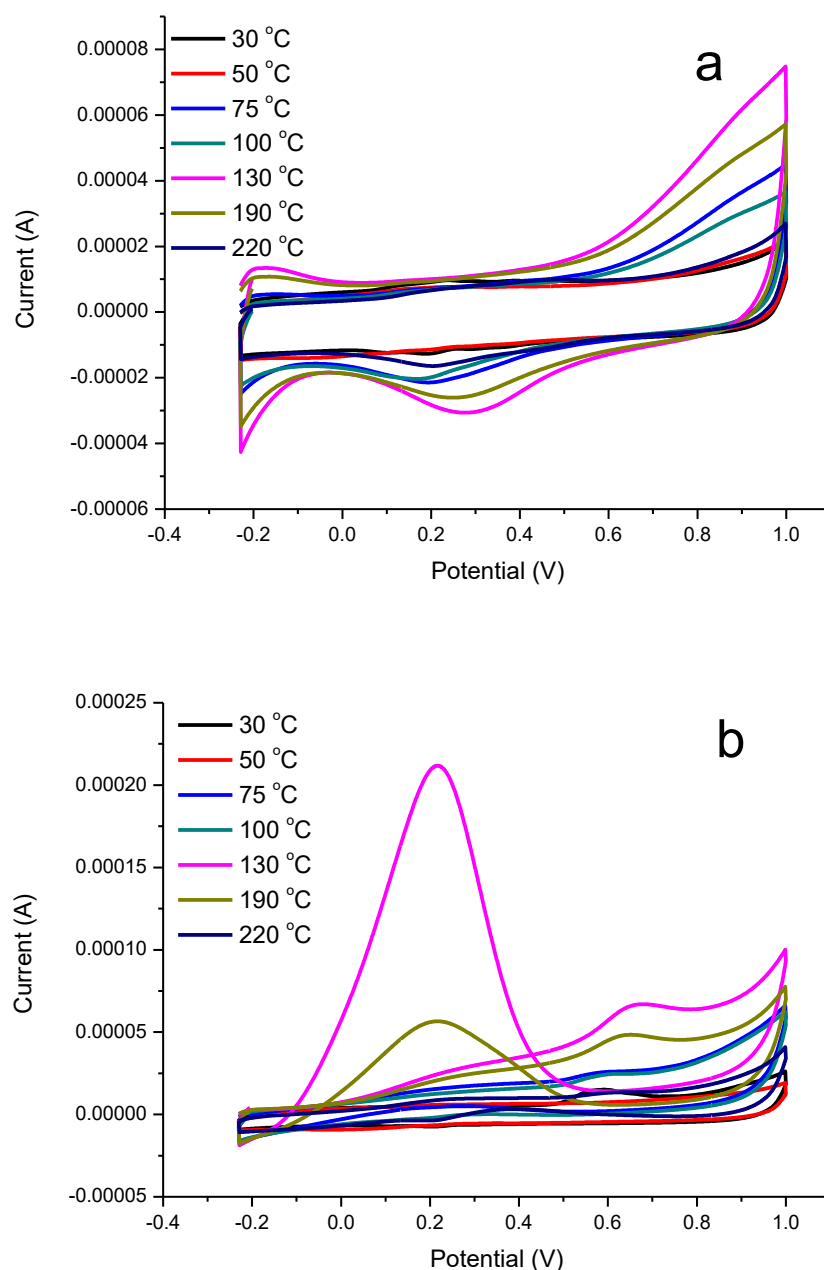 a
30 °C
50 °C
75 °C
100 °C
130 °C
190 °C
220 °C
0.00008
0.00006
0.00004
0.00002
0.00000
-0.00002
-0.00004
-0.00006
Current (A)
-0.4 -0.2 0.0 0.2 0.4 0.6 0.8 1.0
Potential (V)
b
30 °C
50 °C
75 °C
100 °C
130 °C
190 °C
220 °C
0.00025
0.00020
0.00015
0.00010
0.00005
0.00000
-0.00005
Current (A)
-0.4 -0.2 0.0 0.2 0.4 0.6 0.8 1.0
Potential (V)